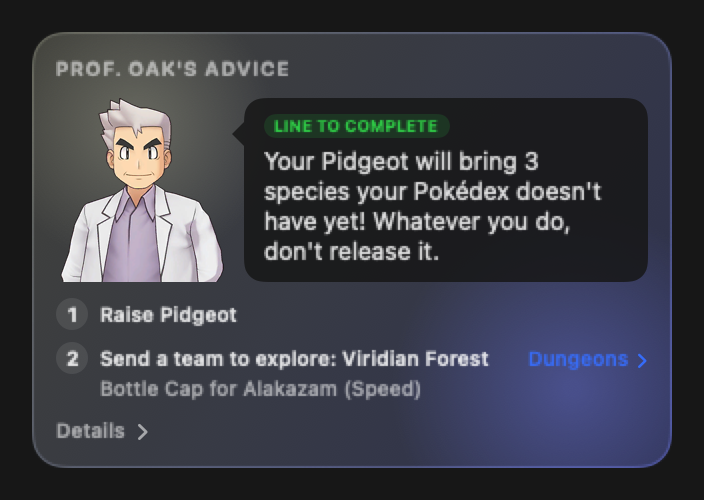 PROF. OAK'S ADVICE
LINE TO COMPLETE
Your Pidgeot will bring 3
species your Pokédex doesn't
have yet! Whatever you do,
don't release it.
1 Raise Pidgeot
2 Send a team to explore: Viridian Forest Dungeons
Bottle Cap for Alakazam (Speed)
Details